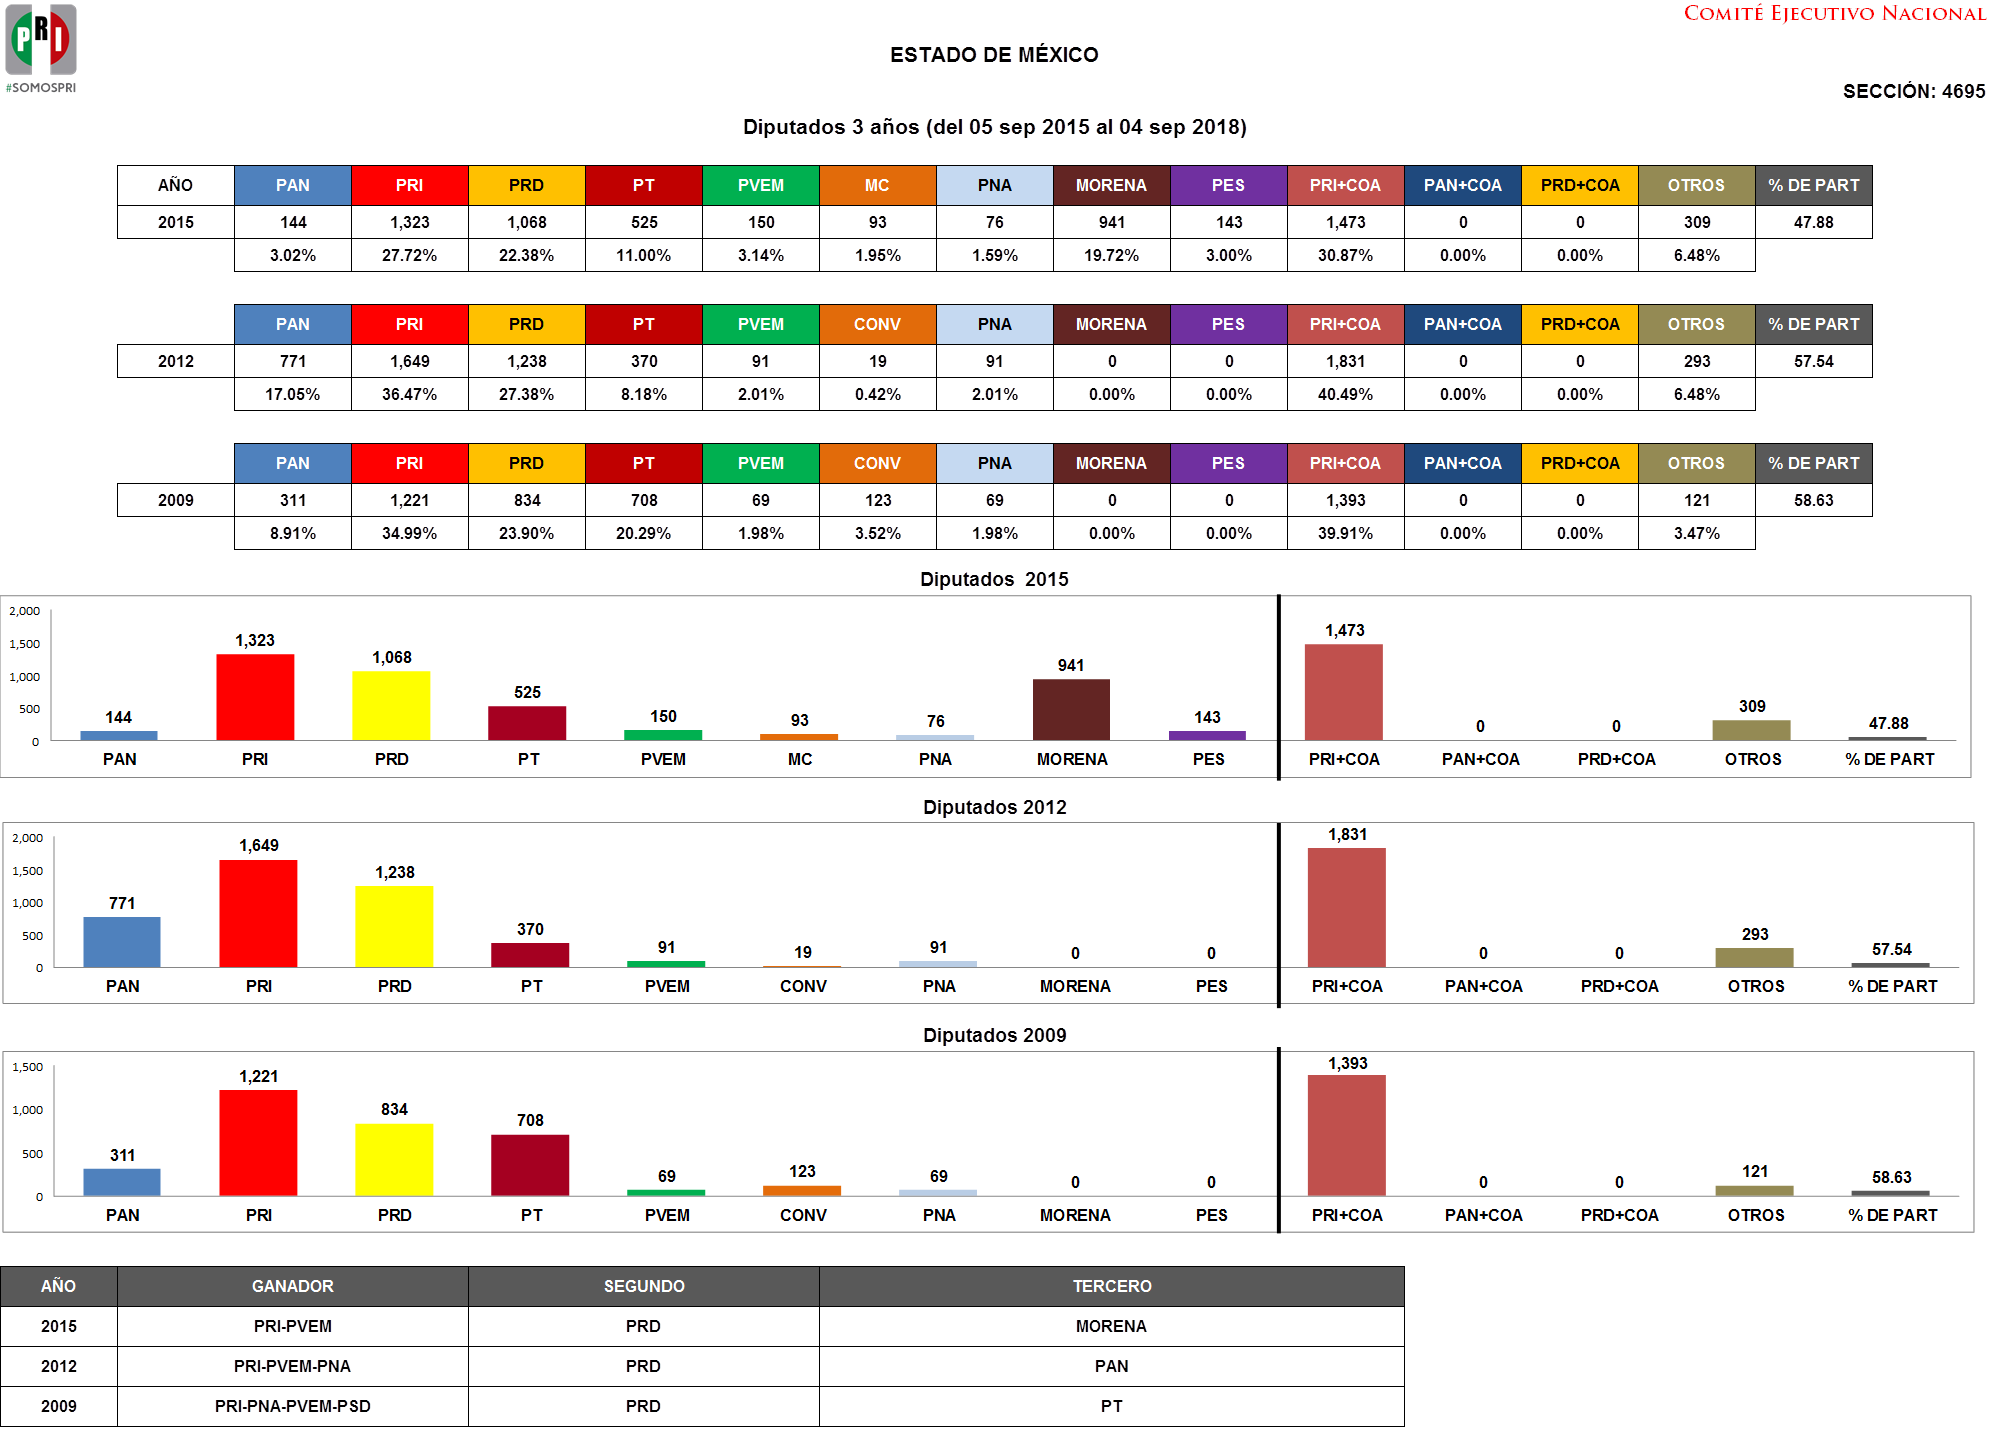 PRI
#SOMOSPRI
COMITÉ EJECUTIVO NACIONAL
ESTADO DE MÉXICO
SECCIÓN: 4695
Diputados 3 años (del 05 sep 2015 al 04 sep 2018)
AÑO PAN PRI PRD PT PVEM MC PNA MORENA PES PRI+COA PAN+COA PRD+COA OTROS % DE PART
2015 144 1,323 1,068 525 150 93 76 941 143 1,473 0 0 309 47.88
3.02% 27.72% 22.38% 11.00% 3.14% 1.95% 1.59% 19.72% 3.00% 30.87% 0.00% 0.00% 6.48%
PAN PRI PRD PT PVEM CONV PNA MORENA PES PRI+COA PAN+COA PRD+COA OTROS % DE PART
2012 771 1,649 1,238 370 91 19 91 0 0 1,831 0 0 293 57.54
17.05% 36.47% 27.38% 8.18% 2.01% 0.42% 2.01% 0.00% 0.00% 40.49% 0.00% 0.00% 6.48%
PAN PRI PRD PT PVEM CONV PNA MORENA PES PRI+COA PAN+COA PRD+COA OTROS % DE PART
2009 311 1,221 834 708 69 123 69 0 0 1,393 0 0 121 58.63
8.91% 34.99% 23.90% 20.29% 1.98% 3.52% 1.98% 0.00% 0.00% 39.91% 0.00% 0.00% 3.47%
Diputados 2015
2,000
1,500
1,000
500
0
144 1,323 1,068 525 150 93 76 941 143 1,473 0 0 309 47.88
PAN PRI PRD PT PVEM MC PNA MORENA PES PRI+COA PAN+COA PRD+COA OTROS % DE PART
Diputados 2012
2,000
1,500
1,000
500
0
771 1,649 1,238 370 91 19 91 0 0 1,831 0 0 293 57.54
PAN PRI PRD PT PVEM CONV PNA MORENA PES PRI+COA PAN+COA PRD+COA OTROS % DE PART
Diputados 2009
1,500
1,000
500
0
311 1,221 834 708 69 123 69 0 0 1,393 0 0 121 58.63
PAN PRI PRD PT PVEM CONV PNA MORENA PES PRI+COA PAN+COA PRD+COA OTROS % DE PART
AÑO GANADOR SEGUNDO TERCERO
2015 PRI-PVEM PRD MORENA
2012 PRI-PVEM-PNA PRD PAN
2009 PRI-PNA-PVEM-PSD PRD PT